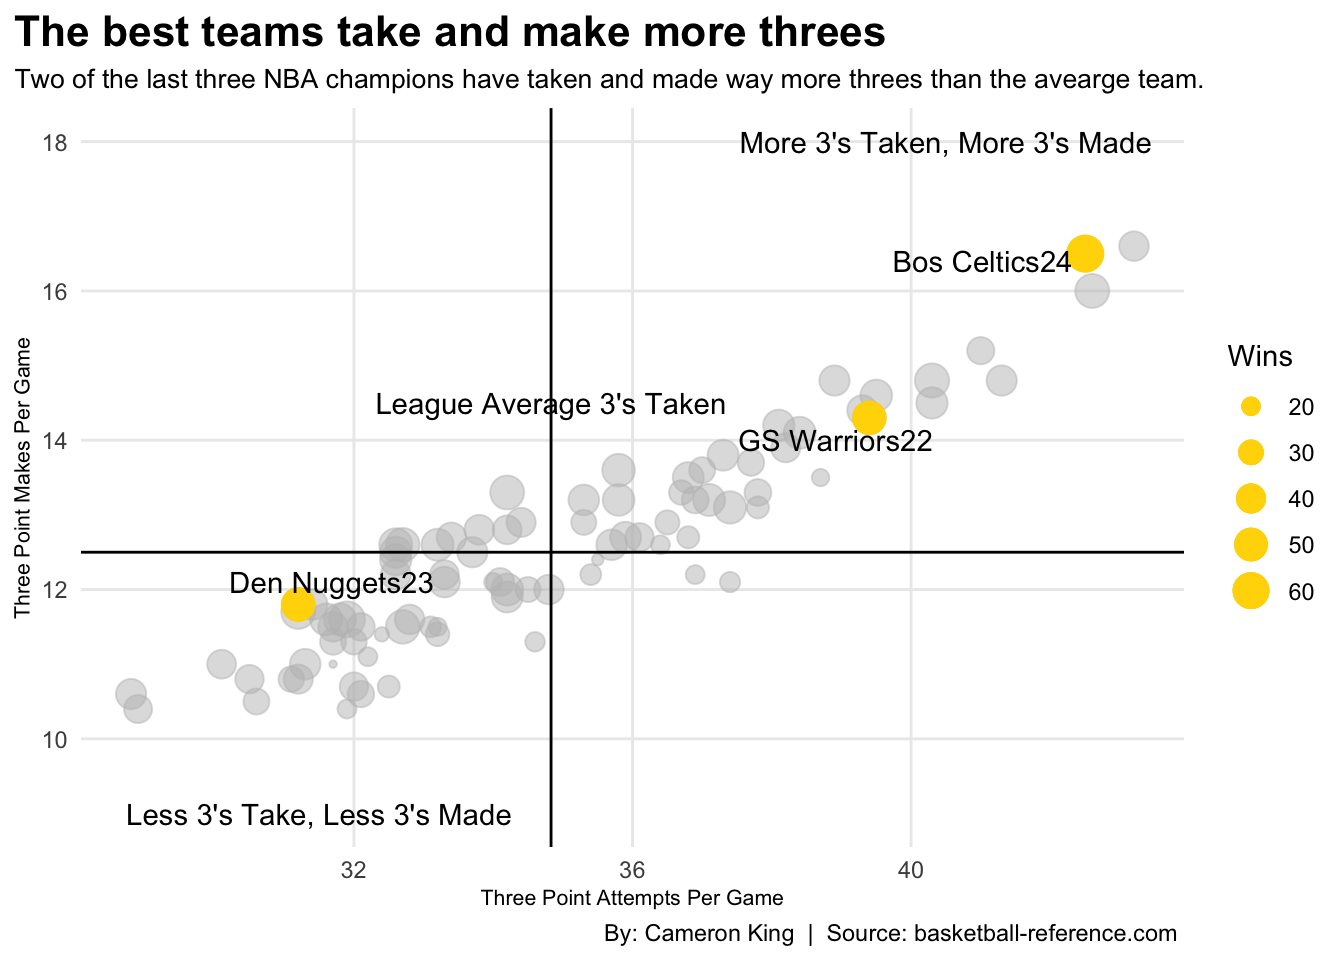 The best teams take and make more threes
Two of the last three NBA champions have taken and made way more threes than the avearge team.
18
16
14
12
10
Three Point Makes Per Game
More 3's Taken, More 3's Made
Bos Celtics24
League Average 3's Taken
GS Warriors22
Den Nuggets23
Less 3's Take, Less 3's Made
32
36
40
Three Point Attempts Per Game
Wins
20
30
40
50
60
By: Cameron King | Source: basketball-reference.com